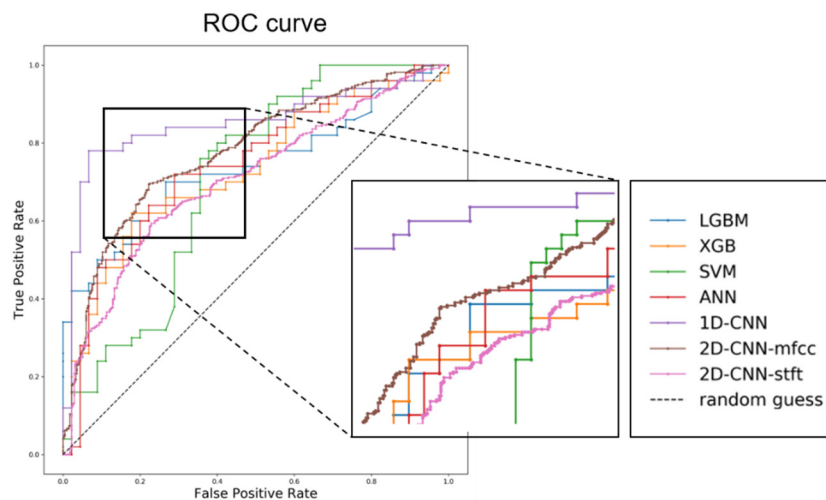 ROC curve
True Positive Rate
1.0
0.8
0.6
0.4
0.2
0.0
0.0
0.2
0.4
0.6
0.8
1.0
False Positive Rate
LGBM
XGB
SVM
ANN
1D-CNN
2D-CNN-mfcc
2D-CNN-stft
random guess